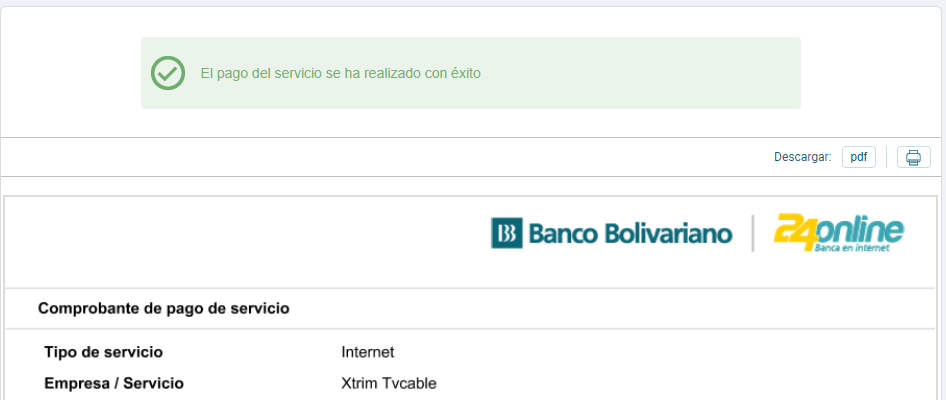 El pago del servicio se ha realizado con éxito
Descargar: pdf
Banco Bolivariano 24online
Banca en internet
Comprobante de pago de servicio
Tipo de servicio Internet
Empresa / Servicio Xtrim Tvcable